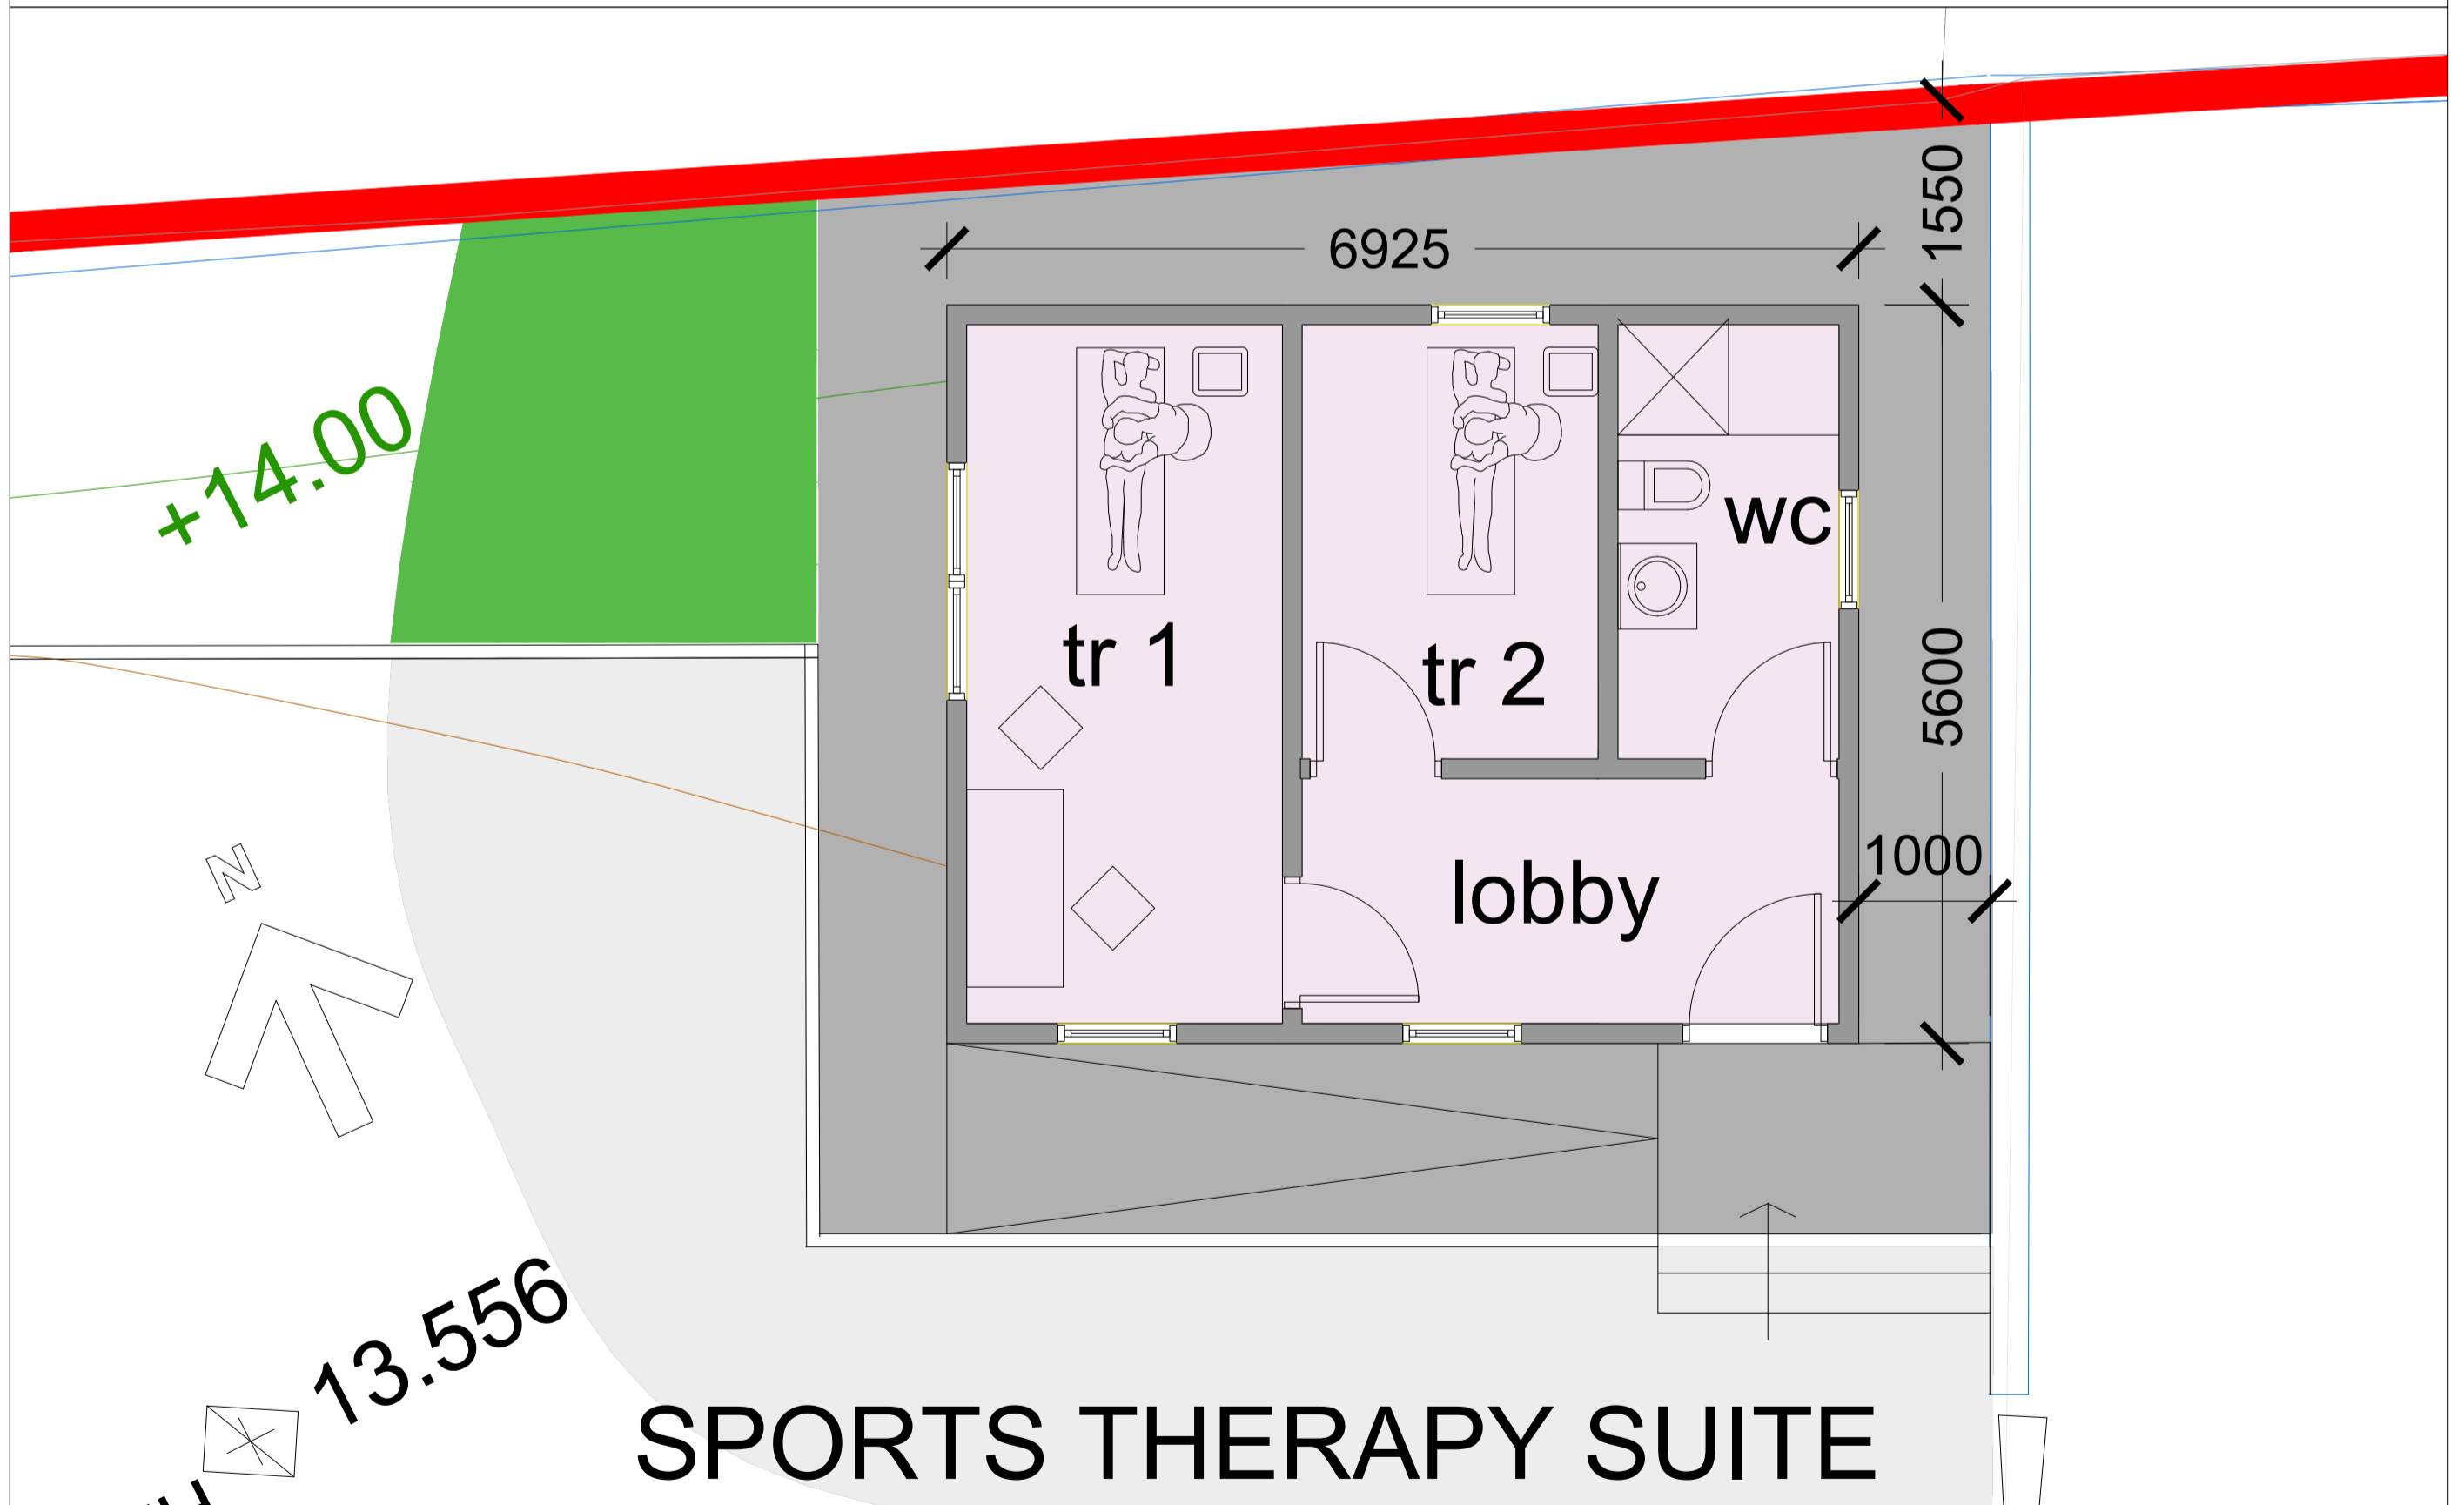 1550
6925
+14.00
wc
tr 1
tr 2
5600
1000
N
lobby
13.556
SPORTS THERAPY SUITE